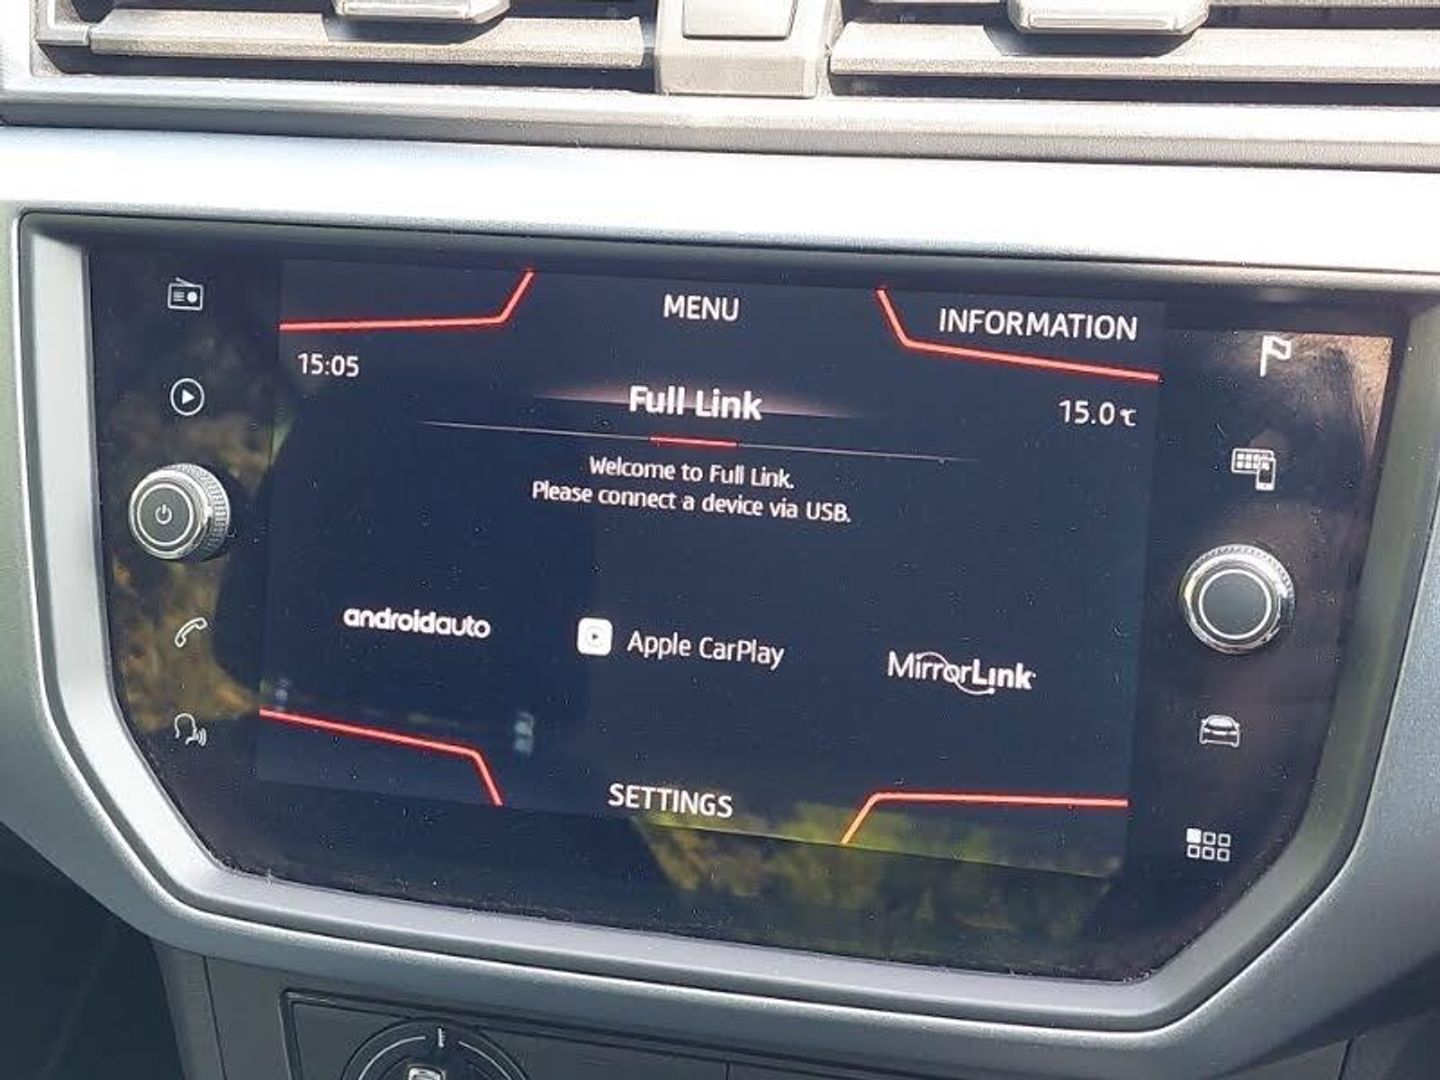 MENU
INFORMATION
15:05
Full Link
15.0 °C
Welcome to Full Link.
Please connect a device via USB.
androidauto
Apple CarPlay
MirrorLink
SETTINGS